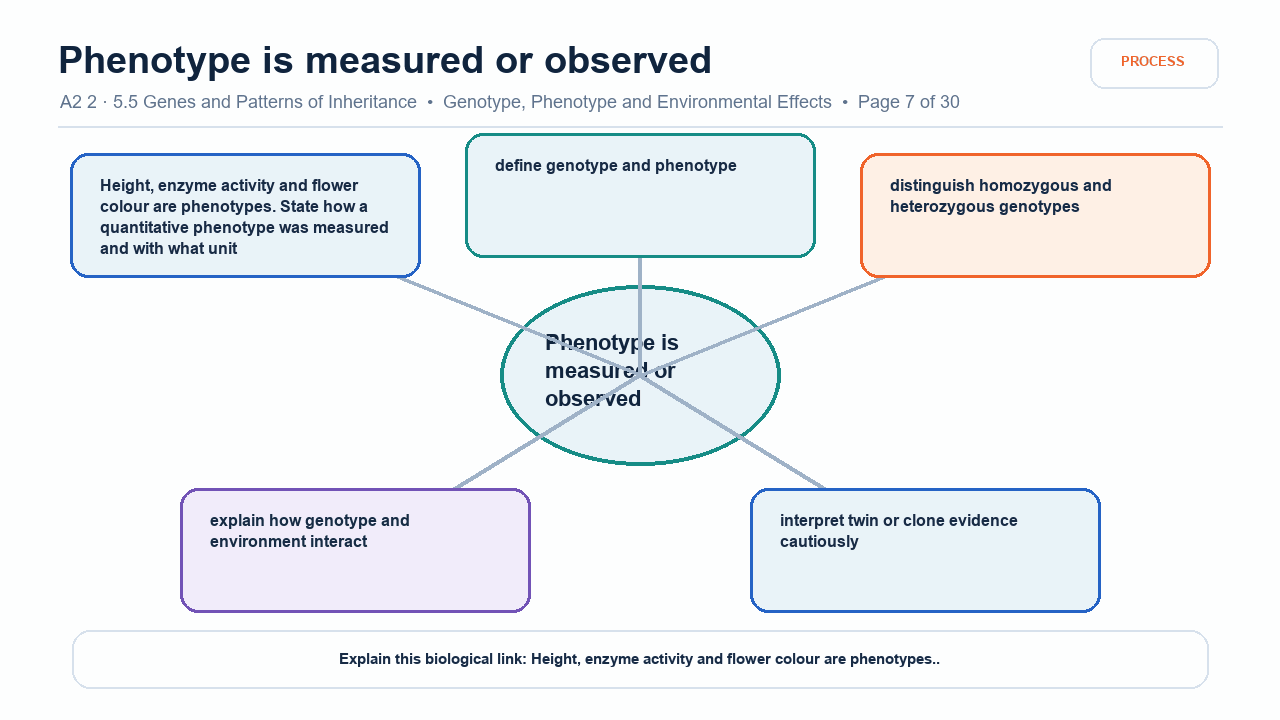 Phenotype is measured or observed
PROCESS
A2 2 · 5.5 Genes and Patterns of Inheritance • Genotype, Phenotype and Environmental Effects • Page 7 of 30
Height, enzyme activity and flower
colour are phenotypes. State how a
quantitative phenotype was measured
and with what unit
define genotype and phenotype
distinguish homozygous and
heterozygous genotypes
Phenotype is
measured or
observed
explain how genotype and
environment interact
interpret twin or clone evidence
cautiously
Explain this biological link: Height, enzyme activity and flower colour are phenotypes..